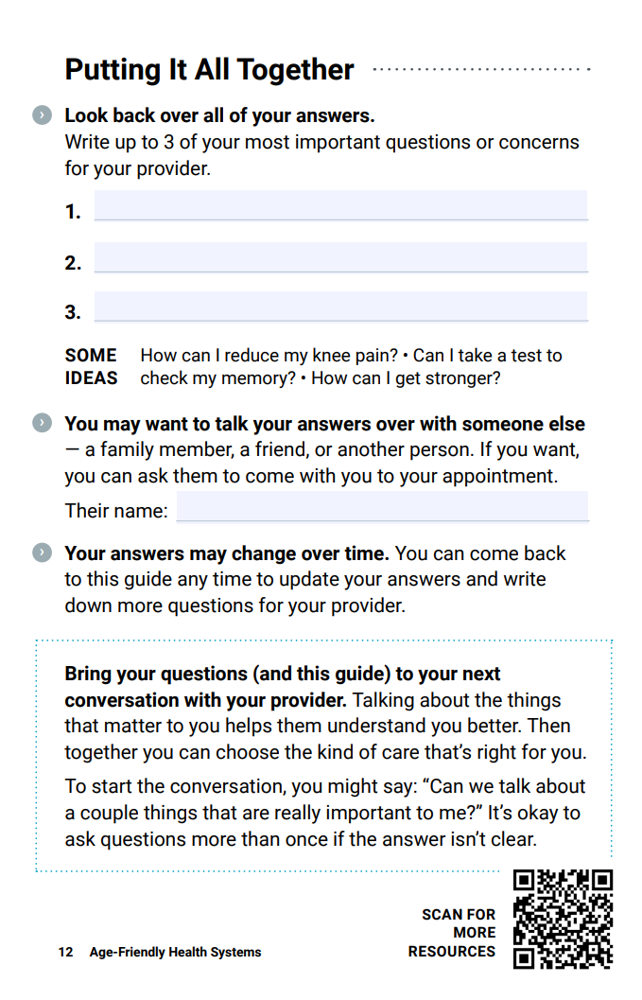 Putting It All Together
Look back over all of your answers.
Write up to 3 of your most important questions or concerns
for your provider.
1.
2.
3.
SOME IDEAS
How can I reduce my knee pain? • Can I take a test to
check my memory? • How can I get stronger?
You may want to talk your answers over with someone else
— a family member, a friend, or another person. If you want,
you can ask them to come with you to your appointment.
Their name:
Your answers may change over time. You can come back
to this guide any time to update your answers and write
down more questions for your provider.
Bring your questions (and this guide) to your next
conversation with your provider. Talking about the things
that matter to you helps them understand you better. Then
together you can choose the kind of care that’s right for you.
To start the conversation, you might say: “Can we talk about
a couple things that are really important to me?” It’s okay to
ask questions more than once if the answer isn’t clear.
SCAN FOR
MORE
RESOURCES
12 Age-Friendly Health Systems